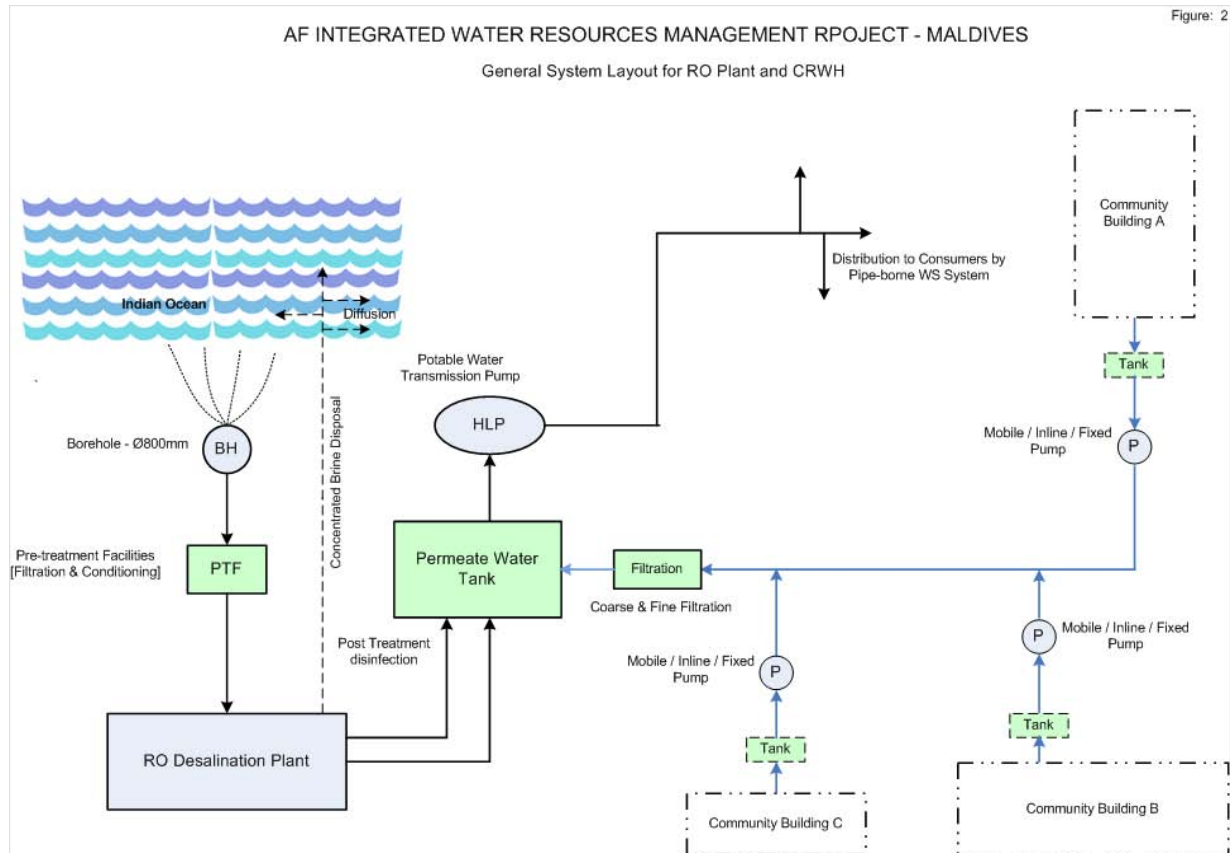 Figure: 2
AF INTEGRATED WATER RESOURCES MANAGEMENT RPOJECT - MALDIVES
General System Layout for RO Plant and CRWH
Community
Building A
Distribution to Consumers by
Pipe-borne WS System
Indian Ocean
Diffusion
Tank
Potable Water
Transmission Pump
HLP
Mobile / Inline / Fixed
Pump
P
Borehole - Ø800mm
BH
Concentrated Brine Disposal
Pre-treatment Facilities
[Filtration & Conditioning]
PTF
Permeate Water
Tank
Filtration
Coarse & Fine Filtration
Post Treatment
disinfection
Mobile / Inline / Fixed
Pump
P
Mobile / Inline / Fixed
Pump
P
RO Desalination Plant
Tank
Tank
Community Building C
Community Building B